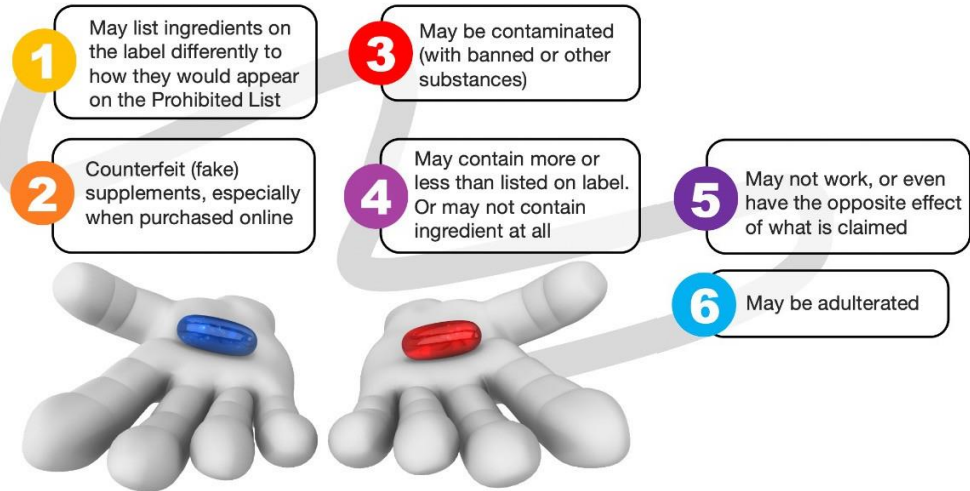 1
May list ingredients on
the label differently to
how they would appear
on the Prohibited List
2
Counterfeit (fake)
supplements, especially
when purchased online
3
May be contaminated
(with banned or other
substances)
4
May contain more or
less than listed on label.
Or may not contain
ingredient at all
5
May not work, or even
have the opposite effect
of what is claimed
6
May be adulterated